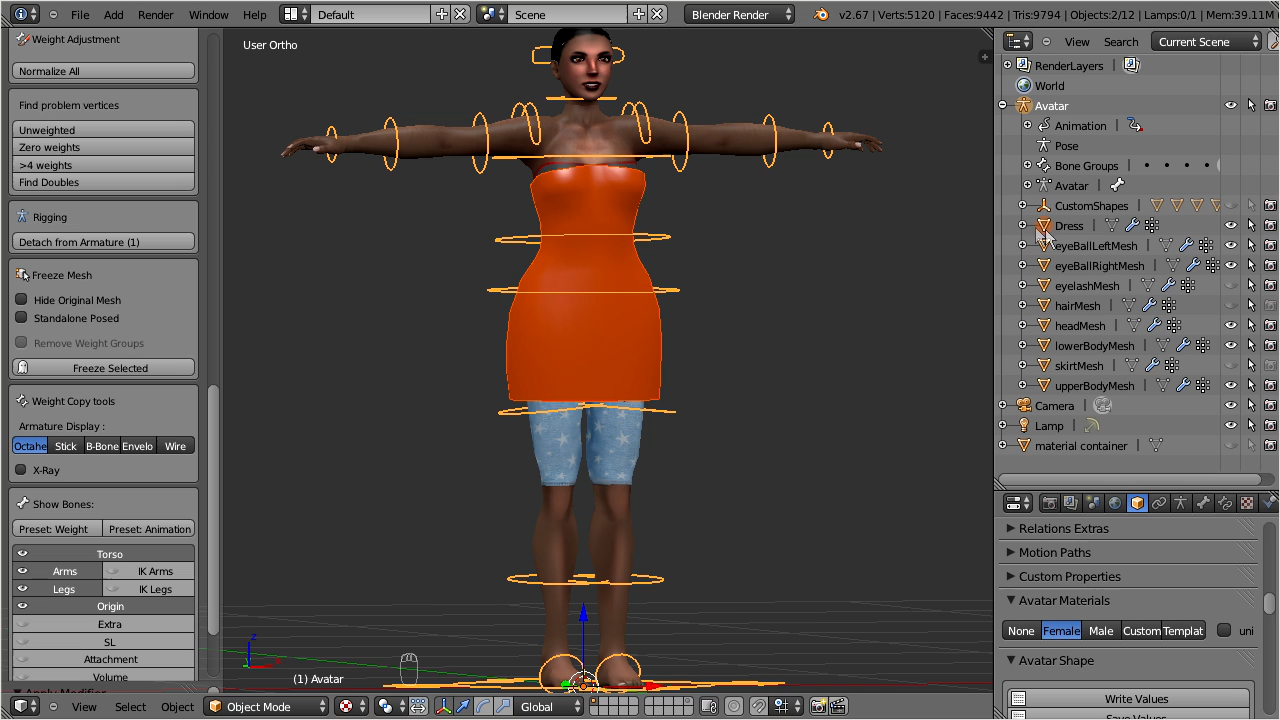 File Add Render Window Help Default Scene Blender Render v2.67 | Verts:5120 | Faces:9442 | Tris:9794 | Objects:2/12 | Lamps:0/1 | Mem:39.11M
Weight Adjustment
Normalize All
Find problem vertices
Unweighted
Zero weights
>4 weights
Find Doubles
Rigging
Detach from Armature (1)
Freeze Mesh
Hide Original Mesh
Standalone Posed
Remove Weight Groups
Freeze Selected
Weight Copy tools
Armature Display :
Octahe Stick B-Bone Envelo Wire
X-Ray
Show Bones:
Preset: Weight Preset: Animation
Torso
Arms IK Arms
Legs IK Legs
Origin
Extra
SL
Attachment
Volume
User Ortho
z
x
(1) Avatar
View Select Object Object Mode Global
View Search Current Scene
RenderLayers |
World
Avatar
Animation |
Pose
Bone Groups |
Avatar |
CustomShapes |
Dress |
eyeBallLeftMesh |
eyeBallRightMesh |
eyelashMesh |
hairMesh |
headMesh |
lowerBodyMesh |
skirtMesh |
upperBodyMesh |
Camera |
Lamp |
material container |
Relations Extras
Motion Paths
Custom Properties
Avatar Materials
None Female Male Custom Templat uni
Avatar Shape
Write Values